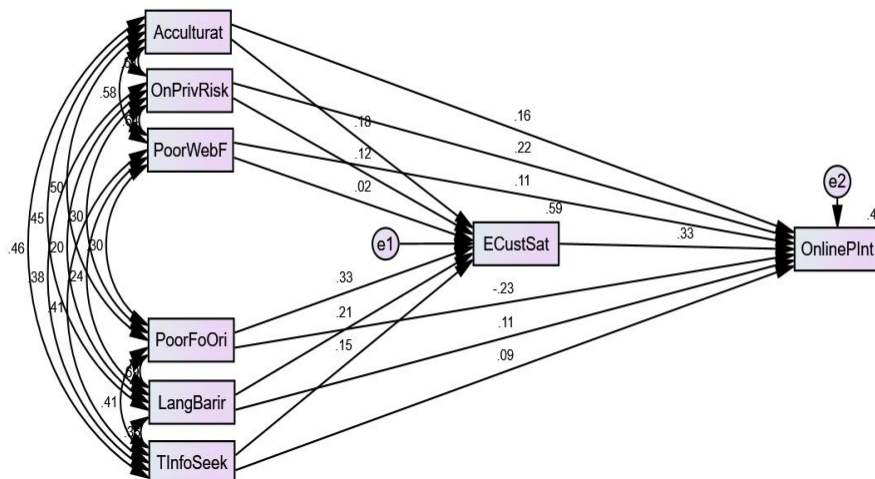 Acculturat
OnPrivRisk
.58
PoorWebF
.16
.18
.22
.12
.11
.02
e2
.50
.45
.30
.59
.4
.33
e1
ECustSat
OnlinePInt
.46
.20
.30
.38
.24
.33
-.23
.41
.21
.11
PoorFoOri
.15
.09
LangBarir
.41
TInfoSeek